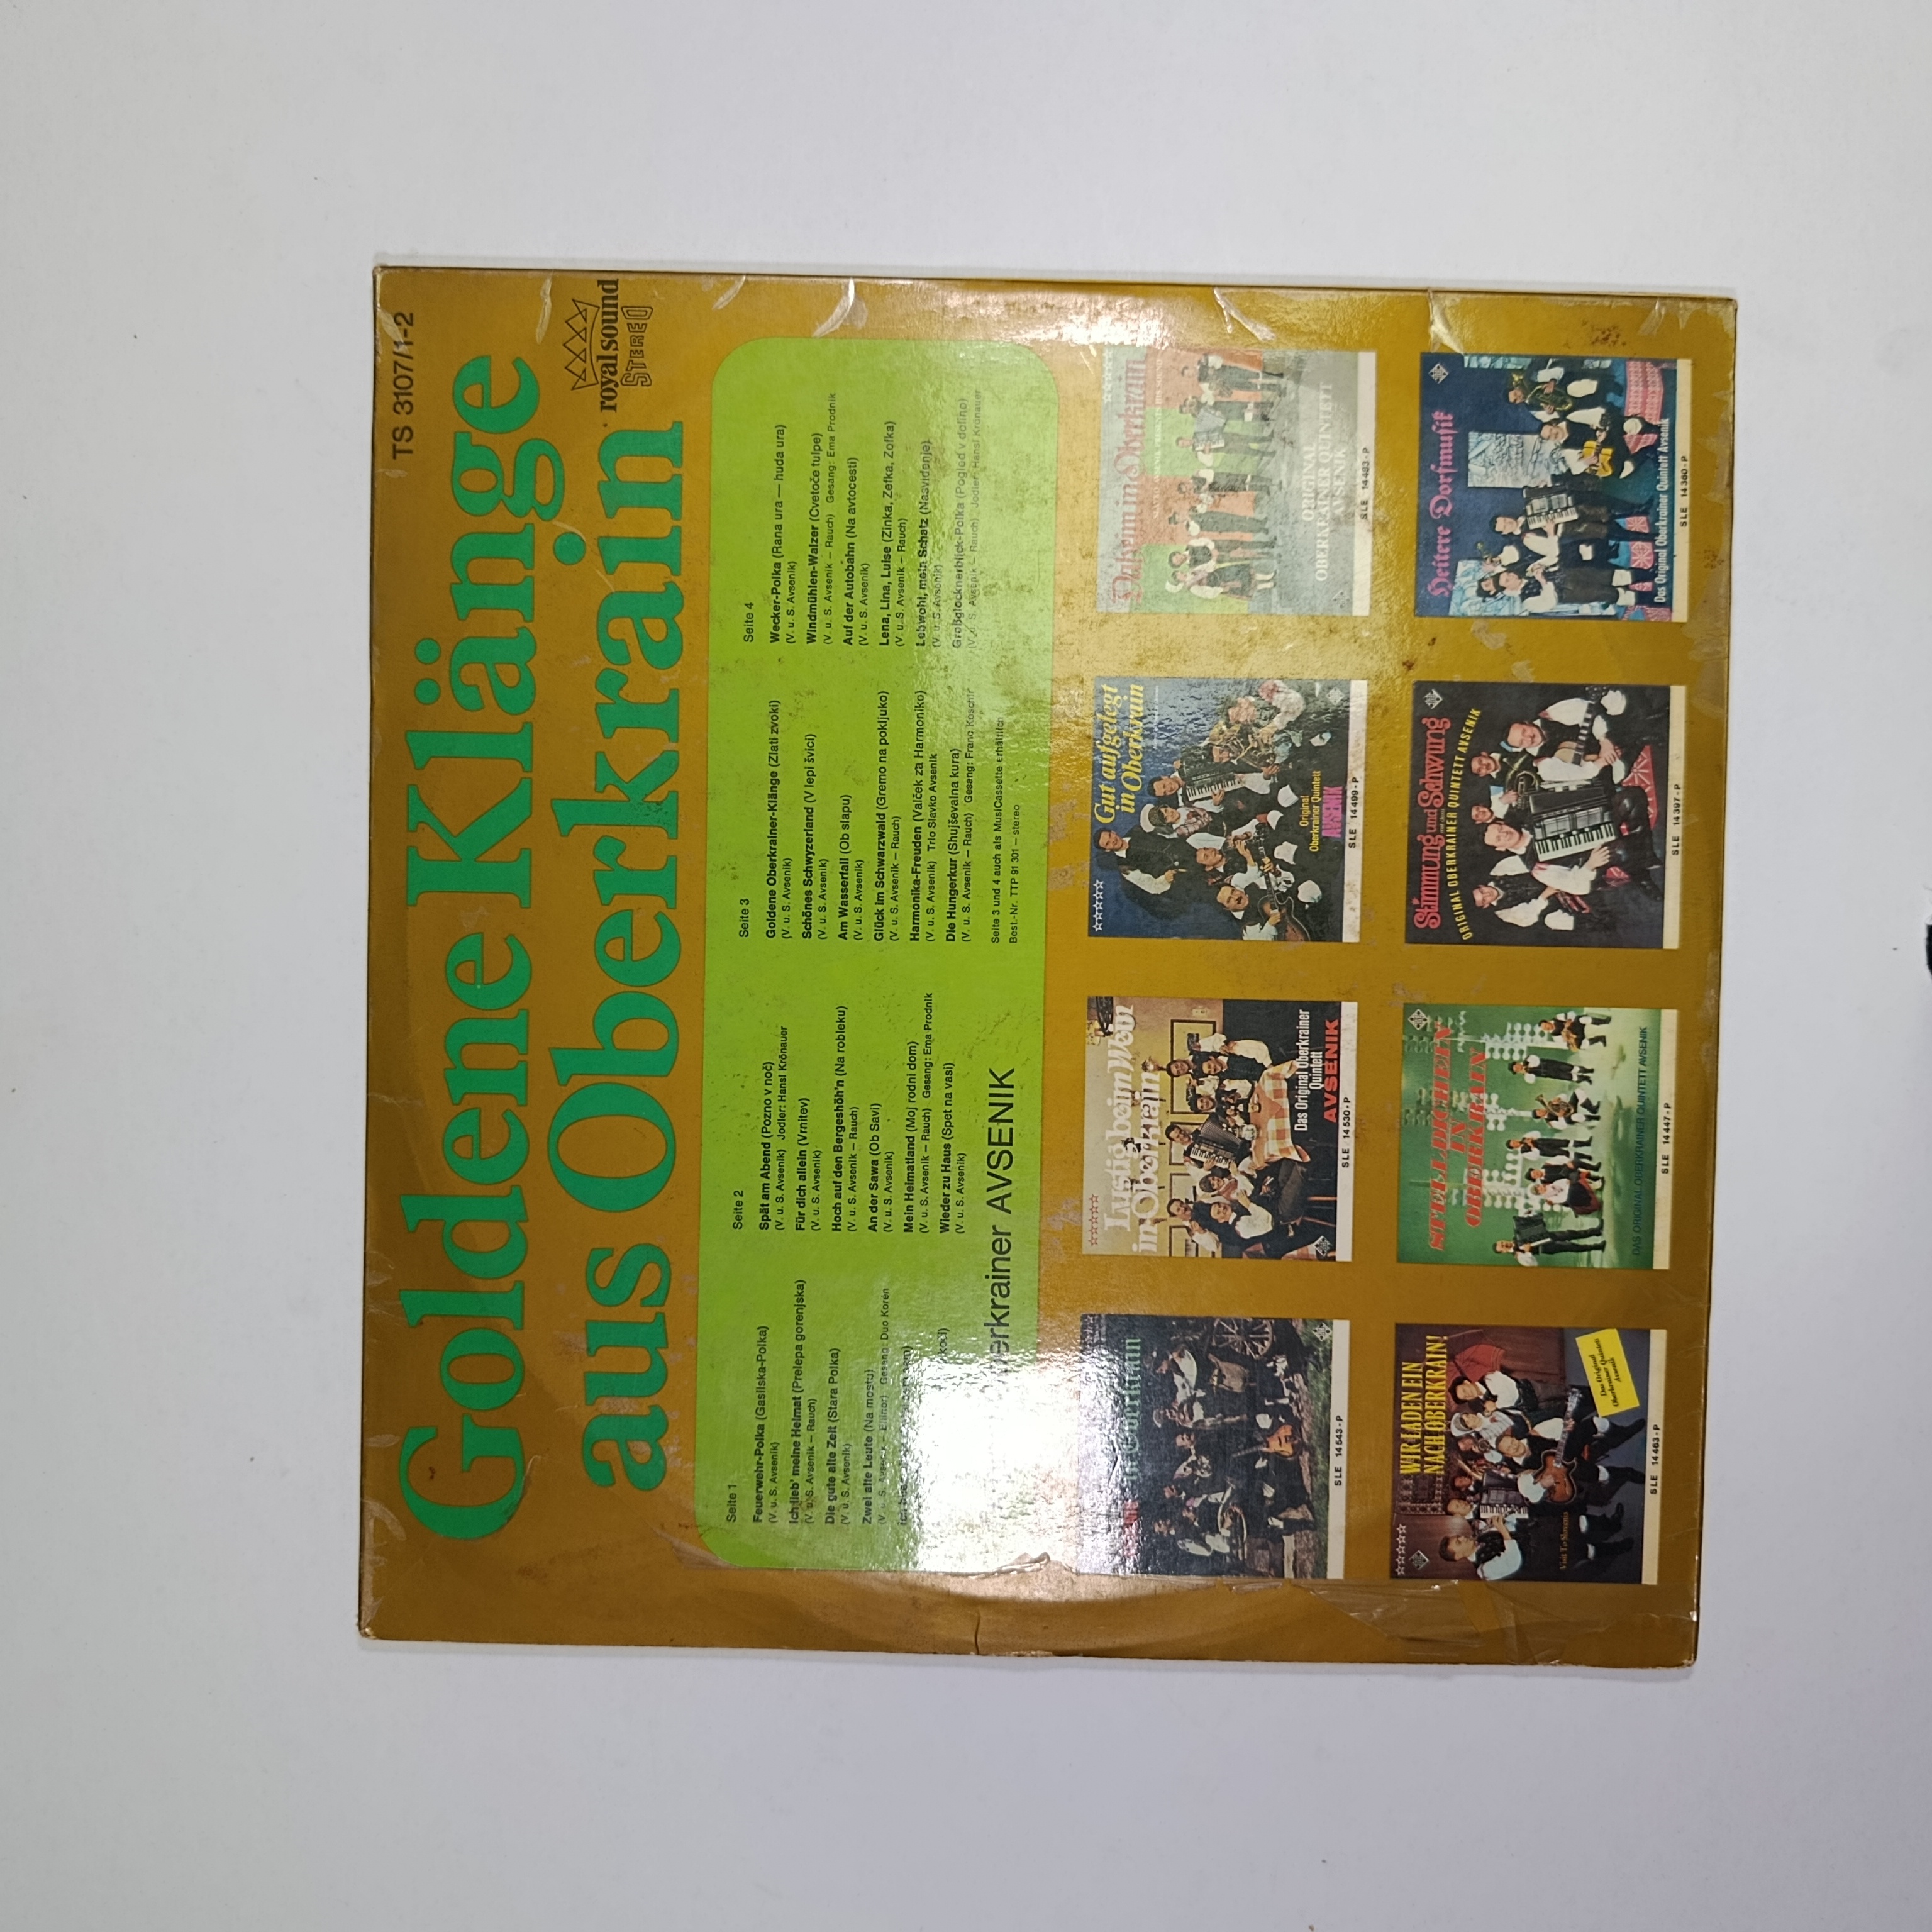 TS 3107/1-2
Goldene Klänge
aus Oberkrain
royal sound
STEREO
Seite 1
Feuerwehr-Polka (Gasilska-Polka)
(V. u. S. Avsenik)
Ich lieb' meine Heimat (Prelepa gorenjska)
(V. u. S. Avsenik — Rauch)
Die gute alte Zeit (Stara Polka)
(V. u. S. Avsenik)
Zwei alte Leute (Na mostu)
Gesang: Duo Koren
Seite 2
Spät am Abend (Pozno v noč)
(V. u. S. Avsenik) Jodler: Hansl Krönauer
Für dich allein (Vrnitev)
(V. u. S. Avsenik)
Hoch auf den Bergeshöh'n (Na robleku)
(V. u. S. Avsenik — Rauch)
An der Sawa (Ob Savi)
(V. u. S. Avsenik)
Mein Heimatland (Moj rodni dom)
(V. u. S. Avsenik — Rauch) Gesang: Ema Prodnik
Wieder zu Haus (Spet na vasi)
(V. u. S. Avsenik)
Seite 3
Goldene Oberkrainer-Klänge (Zlati zvoki)
(V. u. S. Avsenik)
Schönes Schwyzerland (V lepi švici)
(V. u. S. Avsenik)
Am Wasserfall (Ob slapu)
(V. u. S. Avsenik)
Glück im Schwarzwald (Gremo na pokljuko)
(V. u. S. Avsenik — Rauch)
Harmonika-Freuden (Valček za Harmoniko)
(V. u. S. Avsenik) Trio Slavko Avsenik
Die Hungerkur (Shujševalna kura)
(V. u. S. Avsenik — Rauch) Gesang: Franc Koschir
Seite 3 und 4 auch als MusiCassette erhältlich
Best.-Nr. TTP 91 301 — stereo
Seite 4
Wecker-Polka (Rana ura — huda ura)
(V. u. S. Avsenik)
Windmühlen-Walzer (Cvetoče tulpe)
(V. u. S. Avsenik — Rauch) Gesang: Ema Prodnik
Auf der Autobahn (Na avtocesti)
(V. u. S. Avsenik)
Lena, Lina, Luise (Zinka, Zefka, Zofka)
(V. u. S. Avsenik — Rauch)
Lebwohl, mein Schatz (Nasvidenje)
(V. u. S. Avsenik)
Großglocknerblick-Polka (Pogled v dolino)
(V. u. S. Avsenik — Rauch) Jodler: Hansl Krönauer
erkrainer AVSENIK
Oberkrain
SLE 14 543-P
Lustig beim Wein
in Oberkrain
Das Original Oberkrainer
Quintett
AVSENIK
SLE 14 530-P
Gut aufgelegt
in Oberkrain
Original
Oberkrainer Quintett
AVSENIK
SLE 14 499-P
Daheim in Oberkrain
ORIGINAL
OBERKRAINER QUINTETT
AVSENIK
SLE 14 483-P
WIR LADEN EIN
NACH OBERKRAIN!
Das Original
Oberkrainer Quintett
Avsenik
Visit To Slovenia
SLE 14 463-P
STELLDICHEIN
IN
OBERKRAIN
DAS ORIGINAL OBERKRAINER QUINTETT AVSENIK
SLE 14 447-P
Stimmung und Schwung
ORIGINAL OBERKRAINER QUINTETT AVSENIK
SLE 14 397-P
Heitere Dorfmusik
Das Original Oberkrainer Quintett Avsenik
SLE 14 360-P